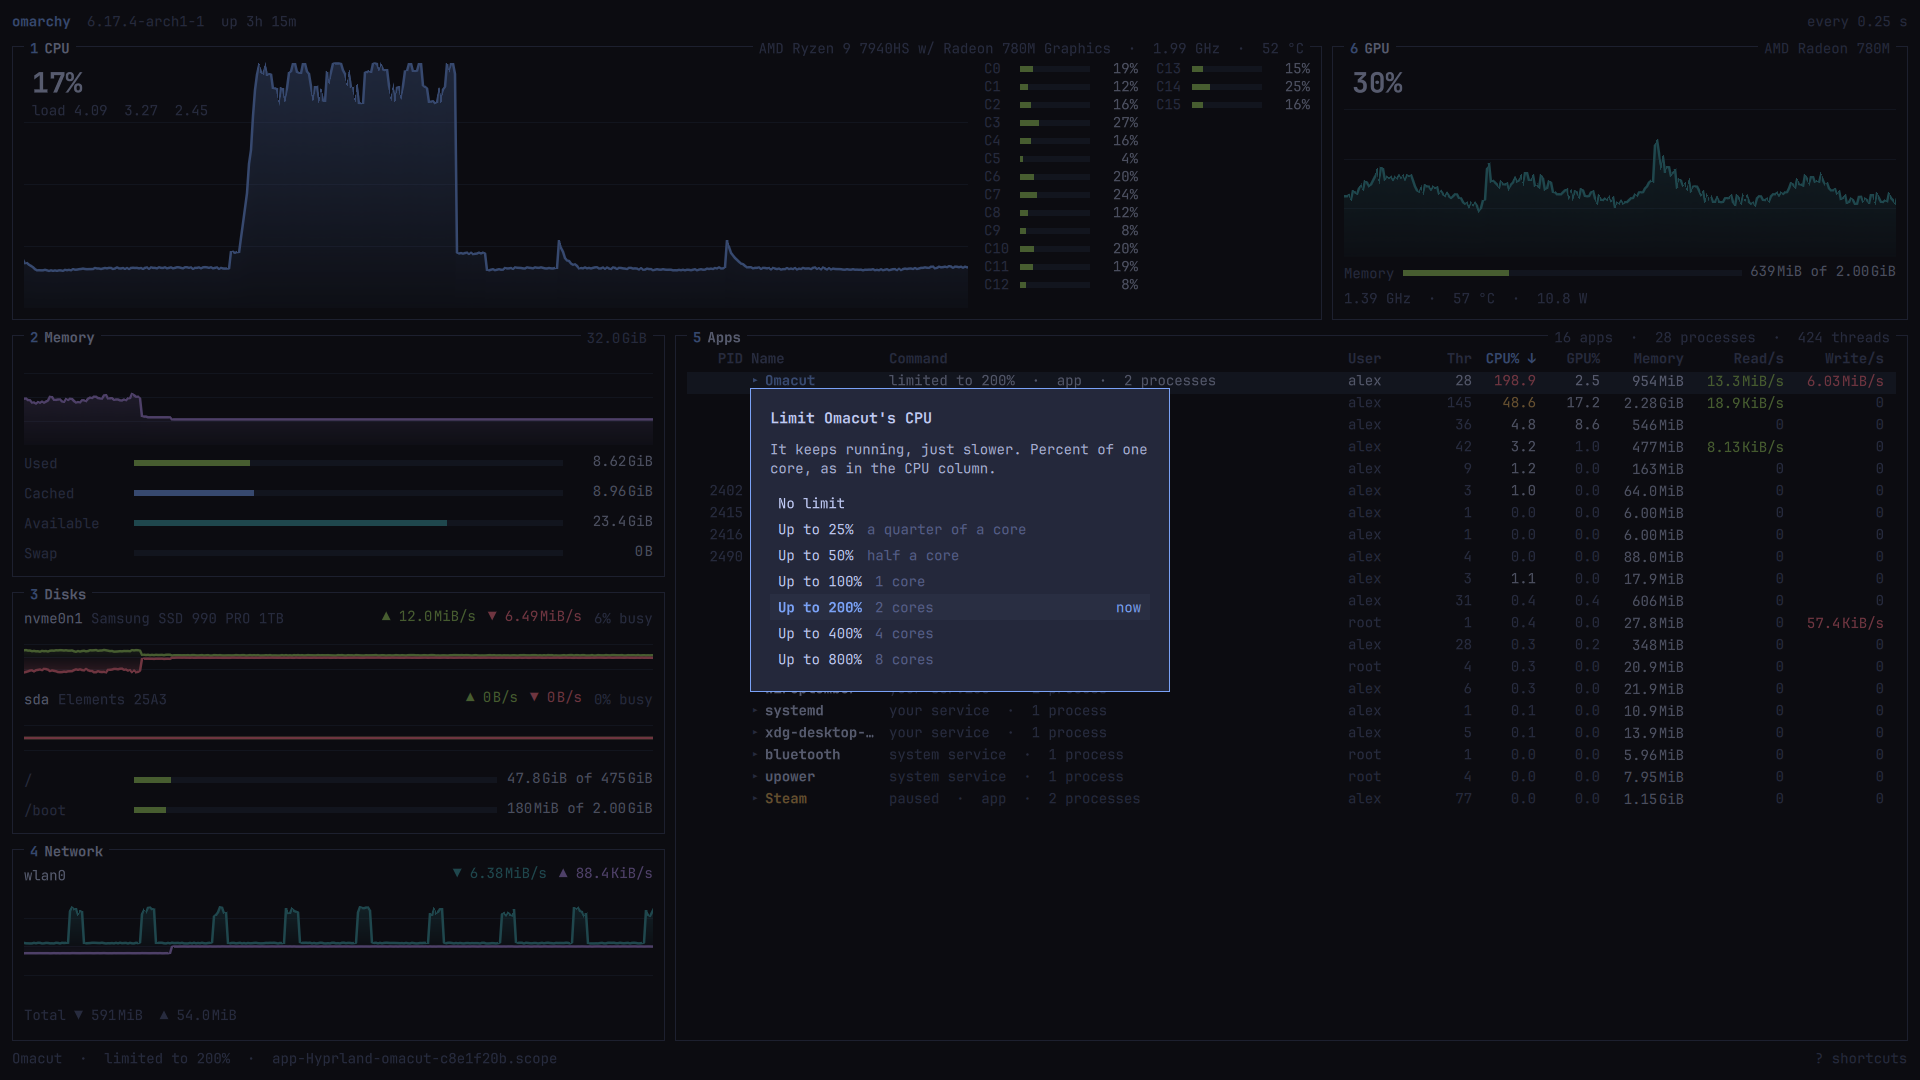 omarchy 6.17.4-arch1-1 up 3h 15m every 0.25 s
1 CPU AMD Ryzen 9 7940HS w/ Radeon 780M Graphics · 1.99 GHz · 52 °C
17%
load 4.09 3.27 2.45
C0 19% C13 15%
C1 12% C14 25%
C2 16% C15 16%
C3 27%
C4 16%
C5 4%
C6 20%
C7 24%
C8 12%
C9 8%
C10 20%
C11 19%
C12 8%
6 GPU AMD Radeon 780M
30%
Memory 639MiB of 2.00GiB
1.39 GHz · 57 °C · 10.8 W
2 Memory 32.0GiB
Used 8.62GiB
Cached 8.96GiB
Available 23.4GiB
Swap 0B
3 Disks
nvme0n1 Samsung SSD 990 PRO 1TB ▲ 12.0MiB/s ▼ 6.49MiB/s 6% busy
sda Elements 25A3 ▲ 0B/s ▼ 0B/s 0% busy
/ 47.8GiB of 475GiB
/boot 180MiB of 2.00GiB
4 Network
wlan0 ▼ 6.38MiB/s ▲ 88.4KiB/s
Total ▼ 591MiB ▲ 54.0MiB
5 Apps 16 apps · 28 processes · 424 threads
PID Name Command User Thr CPU% ↓ GPU% Memory Read/s Write/s
▸ Omacut limited to 200% · app · 2 processes alex 28 198.9 2.5 954MiB 13.3MiB/s 6.03MiB/s
alex 145 48.6 17.2 2.28GiB 18.9KiB/s 0
alex 36 4.8 8.6 546MiB 0 0
alex 42 3.2 1.0 477MiB 8.13KiB/s 0
alex 9 1.2 0.0 163MiB 0 0
2402 alex 3 1.0 0.0 64.0MiB 0 0
2415 alex 1 0.0 0.0 6.00MiB 0 0
2416 alex 1 0.0 0.0 6.00MiB 0 0
2490 alex 4 0.0 0.0 88.0MiB 0 0
alex 3 1.1 0.0 17.9MiB 0 0
alex 31 0.4 0.4 606MiB 0 0
root 1 0.4 0.0 27.8MiB 0 57.4KiB/s
alex 28 0.3 0.2 348MiB 0 0
root 4 0.3 0.0 20.9MiB 0 0
alex 6 0.3 0.0 21.9MiB 0 0
▸ systemd your service · 1 process alex 1 0.1 0.0 10.9MiB 0 0
▸ xdg-desktop-… your service · 1 process alex 5 0.1 0.0 13.9MiB 0 0
▸ bluetooth system service · 1 process root 1 0.0 0.0 5.96MiB 0 0
▸ upower system service · 1 process root 4 0.0 0.0 7.95MiB 0 0
▸ Steam paused · app · 2 processes alex 77 0.0 0.0 1.15GiB 0 0
Limit Omacut's CPU
It keeps running, just slower. Percent of one
core, as in the CPU column.
No limit
Up to 25% a quarter of a core
Up to 50% half a core
Up to 100% 1 core
Up to 200% 2 cores now
Up to 400% 4 cores
Up to 800% 8 cores
Omacut · limited to 200% · app-Hyprland-omacut-c8e1f20b.scope ? shortcuts